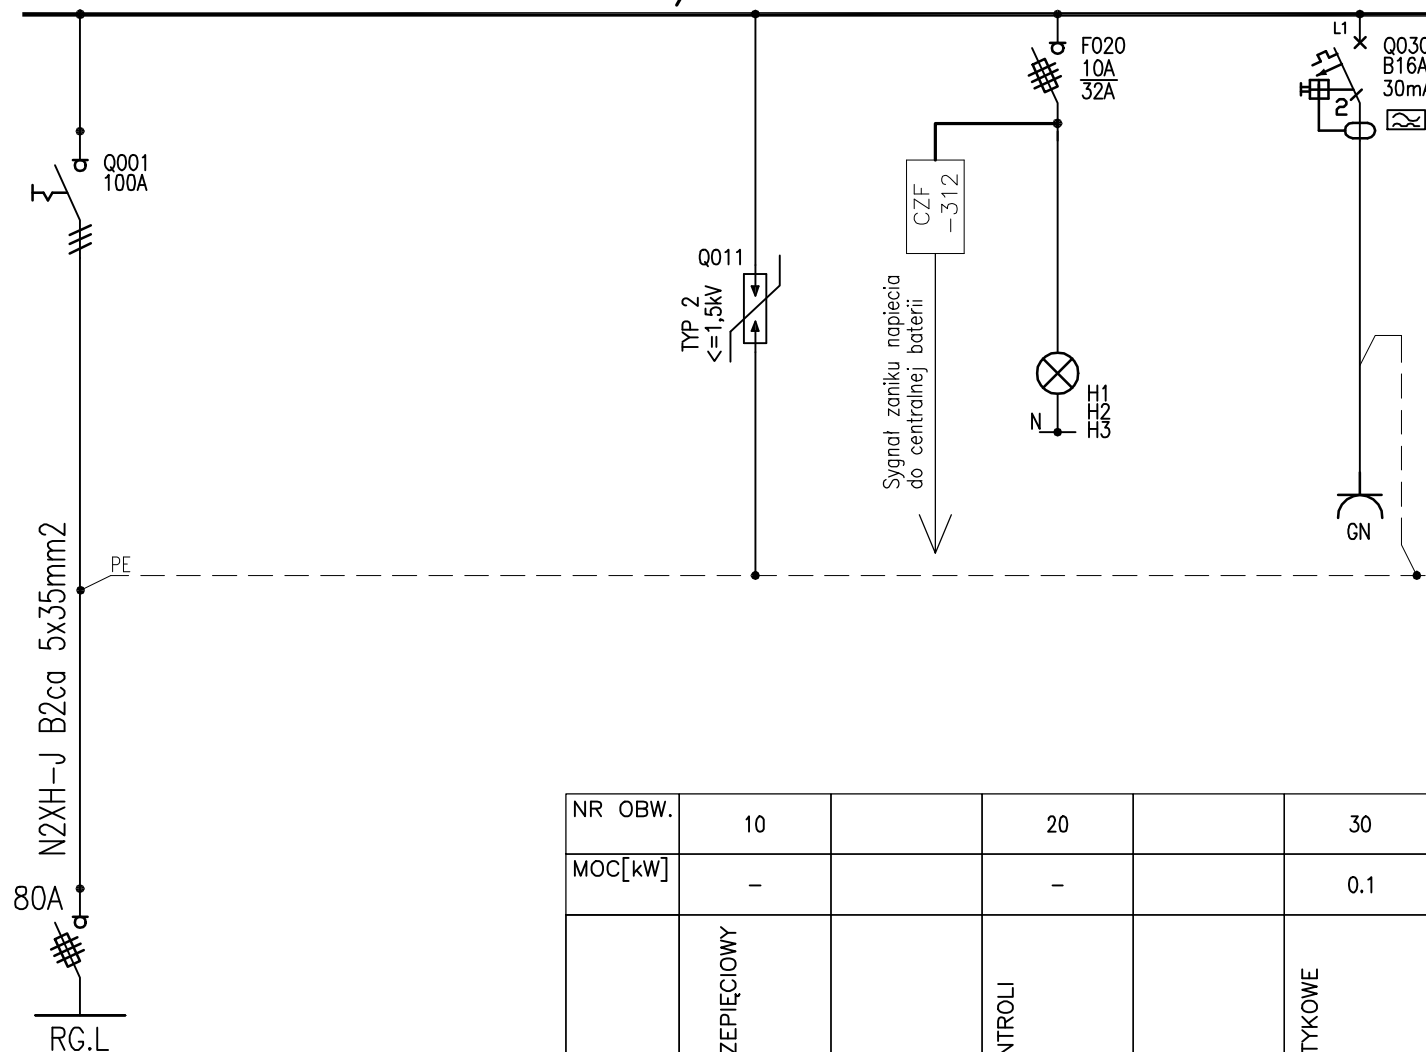 L1
F020
10A
32A
Q030
B16A
30mA
2
Q001
100A
CZF
-312
Q011
TYP 2
<=1,5kV
Sygnał zaniku napiecia
do centralnej baterii
H1
H2
H3
N
GN
PE
N2XH-J B2ca 5x35mm2
80A
RG.L
NR OBW.
10
20
30
MOC[kW]
-
-
0.1
ZEPIĘCIOWY
NTROLI
TYKOWE